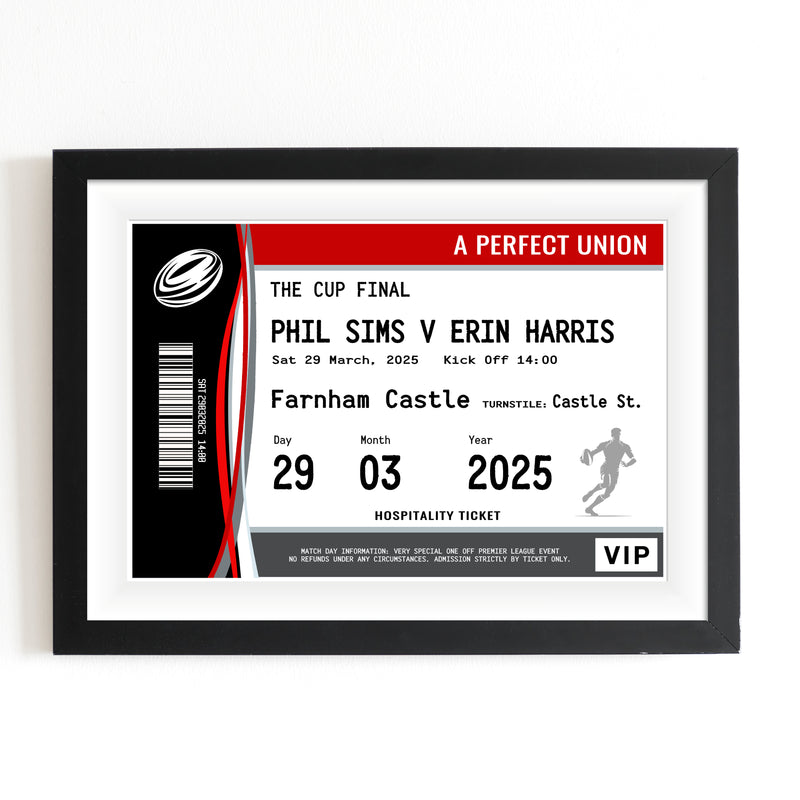 A PERFECT UNION
THE CUP FINAL
PHIL SIMS V ERIN HARRIS
Sat 29 March, 2025 Kick Off 14:00
Farnham Castle TURNSTILE: Castle St.
Day Month Year
29 03 2025
HOSPITALITY TICKET
MATCH DAY INFORMATION: VERY SPECIAL ONE OFF PREMIER LEAGUE EVENT
NO REFUNDS UNDER ANY CIRCUMSTANCES. ADMISSION STRICTLY BY TICKET ONLY.
VIP
SAT 29032025 14:00